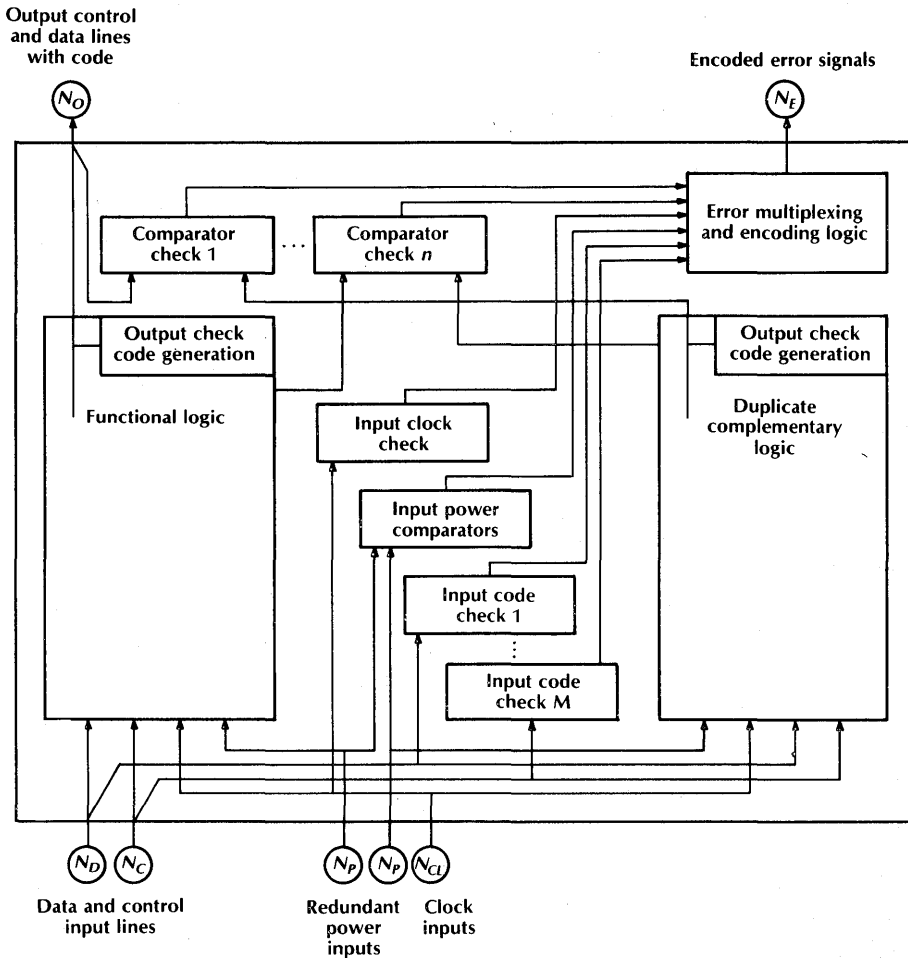 Output control
and data lines
with code
Encoded error signals
N_O
N_E
Comparator
check 1
...
Comparator
check n
Error multiplexing
and encoding logic
Output check
code generation
Functional logic
Output check
code generation
Duplicate
complementary
logic
Input clock
check
Input power
comparators
Input code
check 1
Input code
check M
N_D
N_C
N_P
N_P
N_CL
Data and control
input lines
Redundant
power
inputs
Clock
inputs